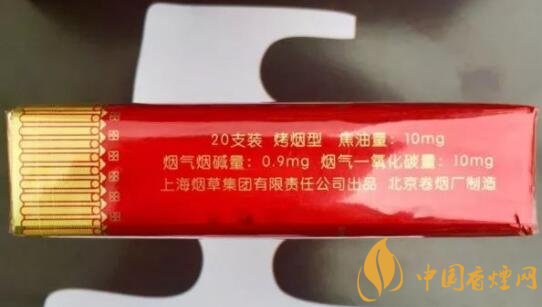 20支装 烤烟型 焦油量：10mg
烟气烟碱量：0.9mg 烟气一氧化碳量：10mg
上海烟草集团有限责任公司出品 北京卷烟厂制造
中国香煙网